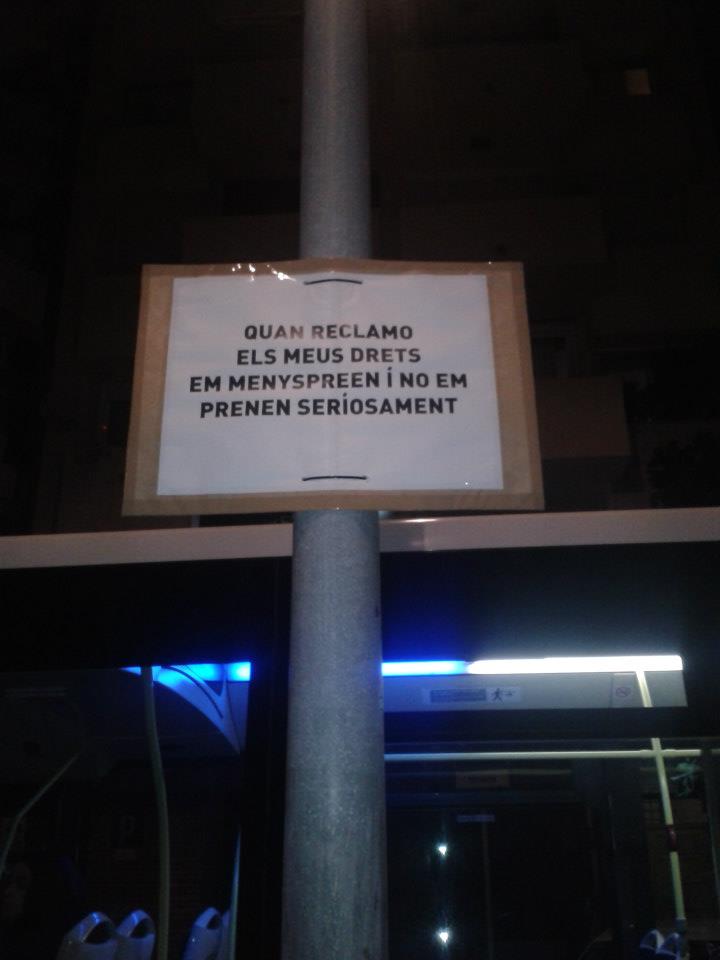 QUAN RECLAMO
ELS MEUS DRETS
EM MENYSPREEN Í NO EM
PRENEN SERÍOSAMENT